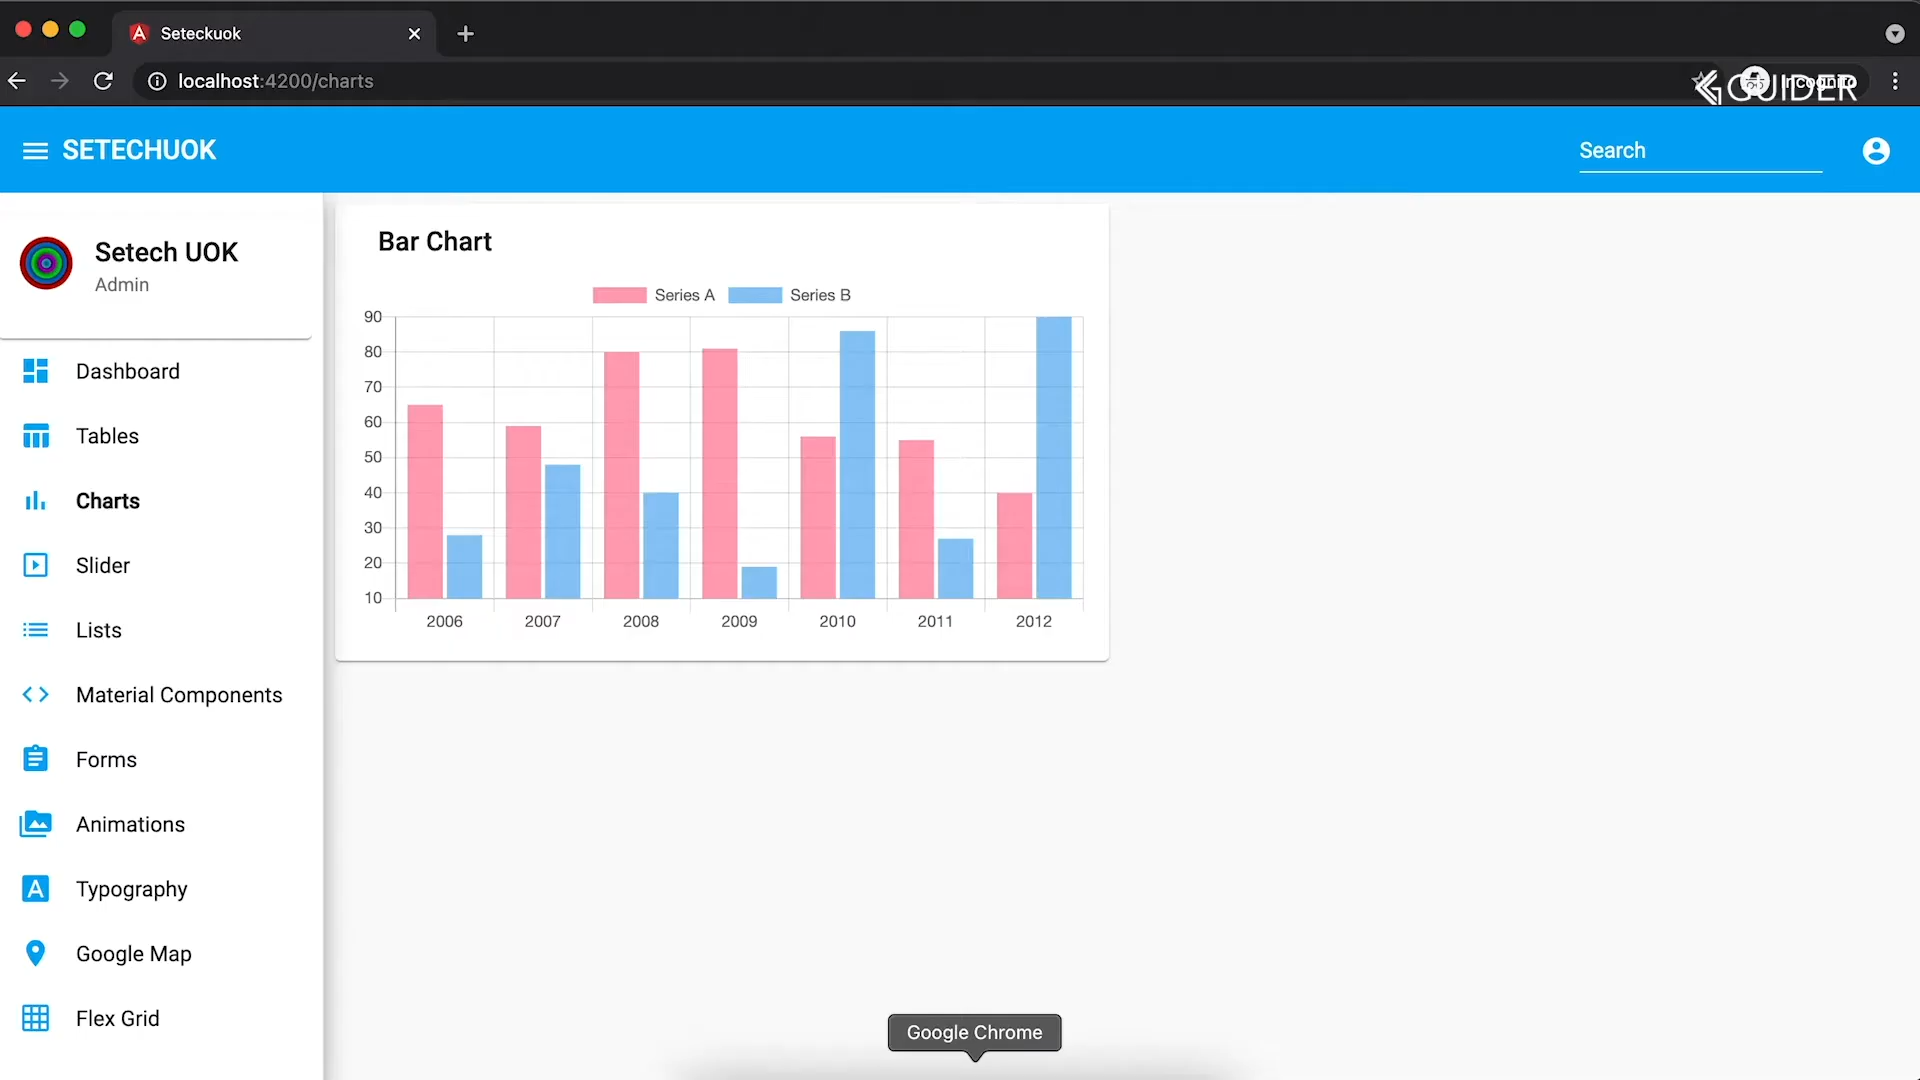 Seteckuok
localhost:4200/charts
Incognito
GUIDER
SETECHUOK
Search
Setech UOK
Admin
Dashboard
Tables
Charts
Slider
Lists
Material Components
Forms
Animations
Typography
Google Map
Flex Grid
Bar Chart
Series A
Series B
90
80
70
60
50
40
30
20
10
2006
2007
2008
2009
2010
2011
2012
Google Chrome